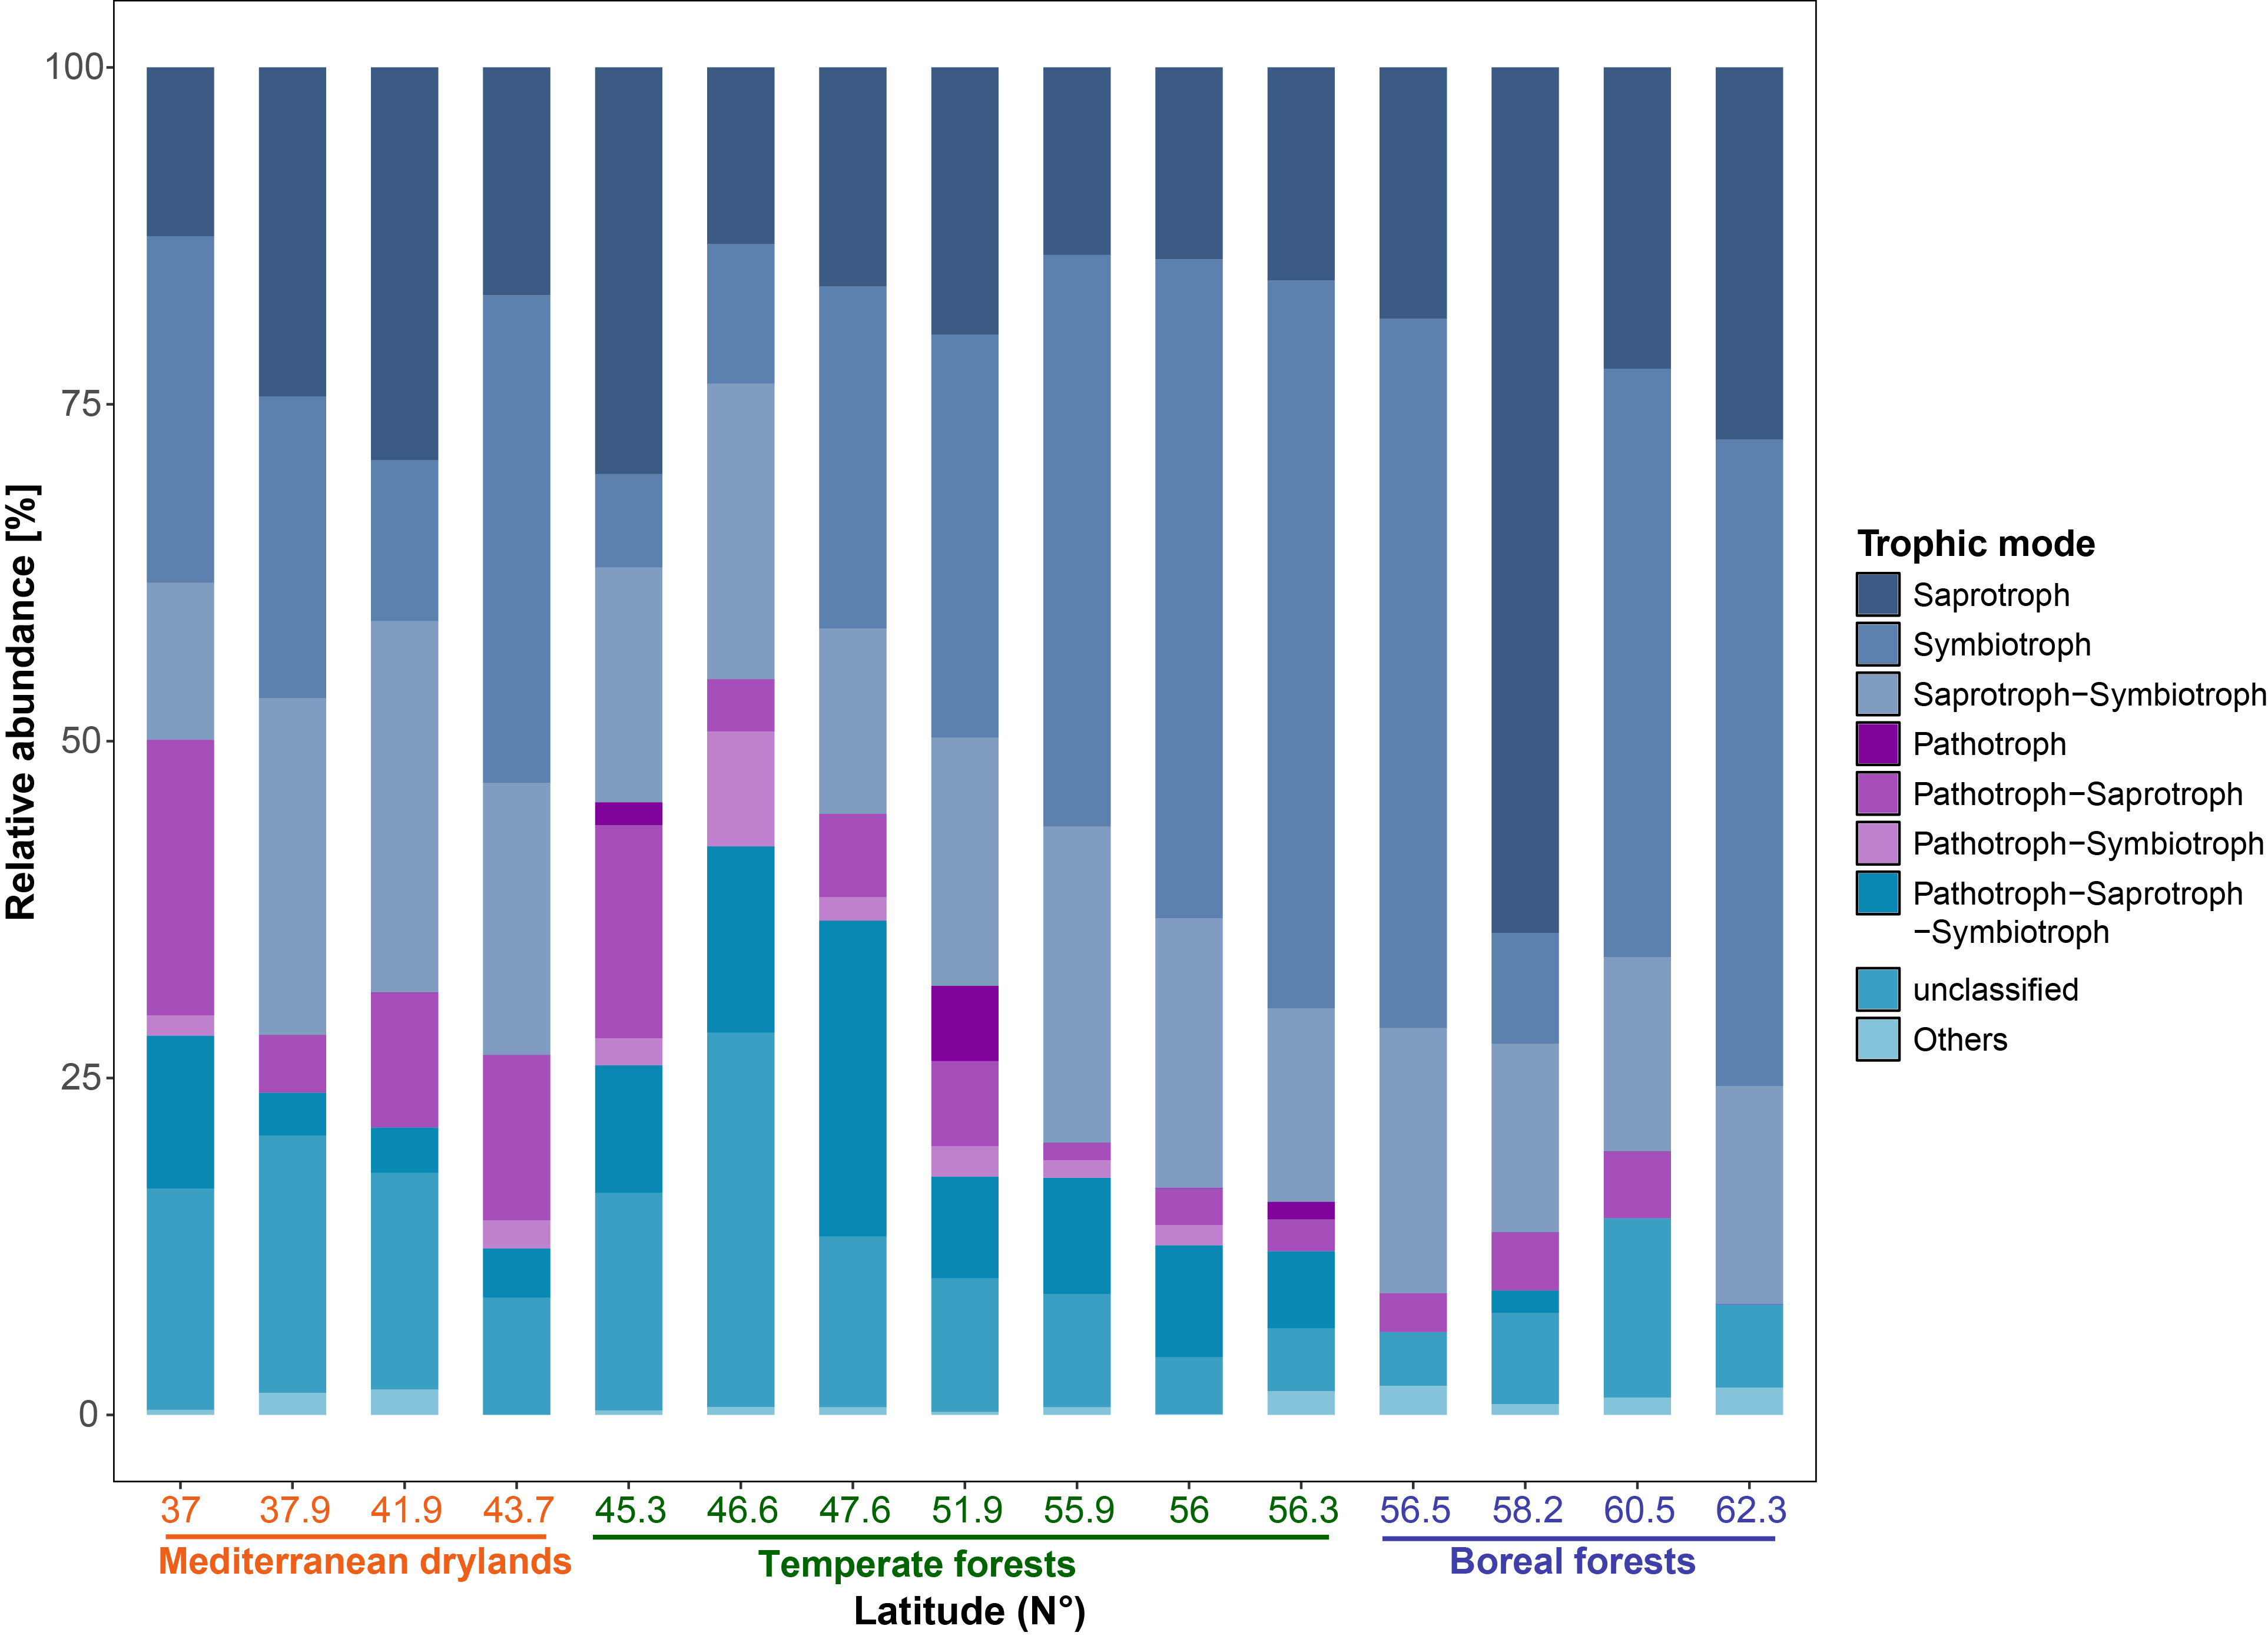 Relative abundance [%]
100
75
50
25
0
37 37.9 41.9 43.7 45.3 46.6 47.6 51.9 55.9 56 56.3 56.5 58.2 60.5 62.3
Mediterranean drylands Temperate forests Boreal forests
Latitude (N°)
Trophic mode
Saprotroph
Symbiotroph
Saprotroph−Symbiotroph
Pathotroph
Pathotroph−Saprotroph
Pathotroph−Symbiotroph
Pathotroph−Saprotroph
−Symbiotroph
unclassified
Others